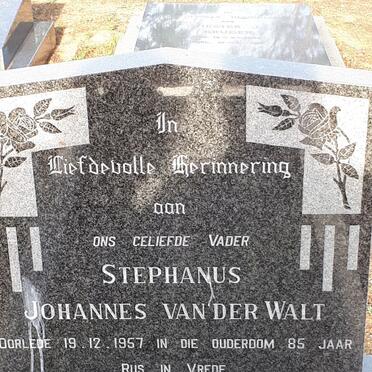 In
Liefdevolle Herinnering
aan
ONS GELIEFDE VADER
STEPHANUS
JOHANNES VAN DER WALT
OORLEDE 19.12.1957 IN DIE OUDERDOM 85 JAAR
RUS IN VREDE